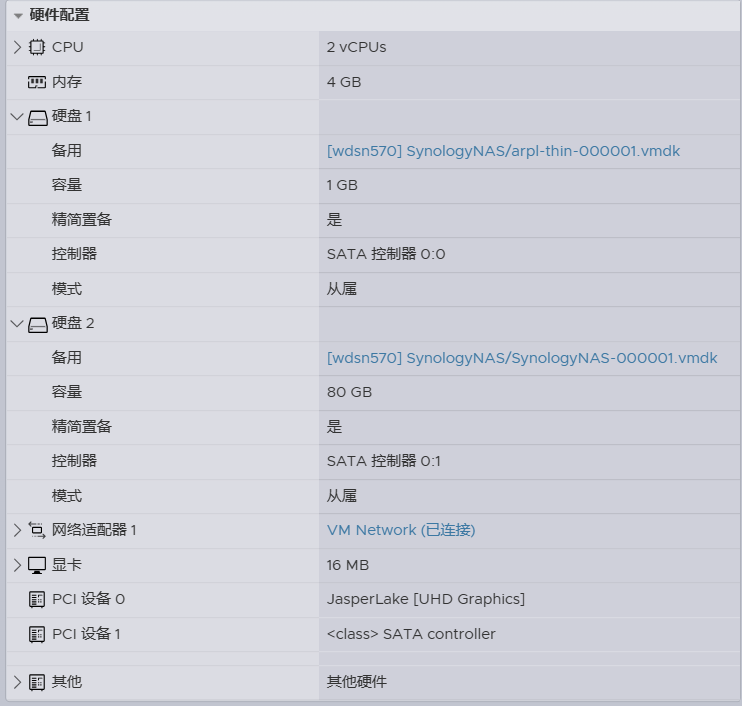 硬件配置
CPU 2 vCPUs
内存 4 GB
硬盘 1
备用 [wdsn570] SynologyNAS/arpl-thin-000001.vmdk
容量 1 GB
精简置备 是
控制器 SATA 控制器 0:0
模式 从属
硬盘 2
备用 [wdsn570] SynologyNAS/SynologyNAS-000001.vmdk
容量 80 GB
精简置备 是
控制器 SATA 控制器 0:1
模式 从属
网络适配器 1 VM Network (已连接)
显卡 16 MB
PCI 设备 0 JasperLake [UHD Graphics]
PCI 设备 1 <class> SATA controller
其他 其他硬件